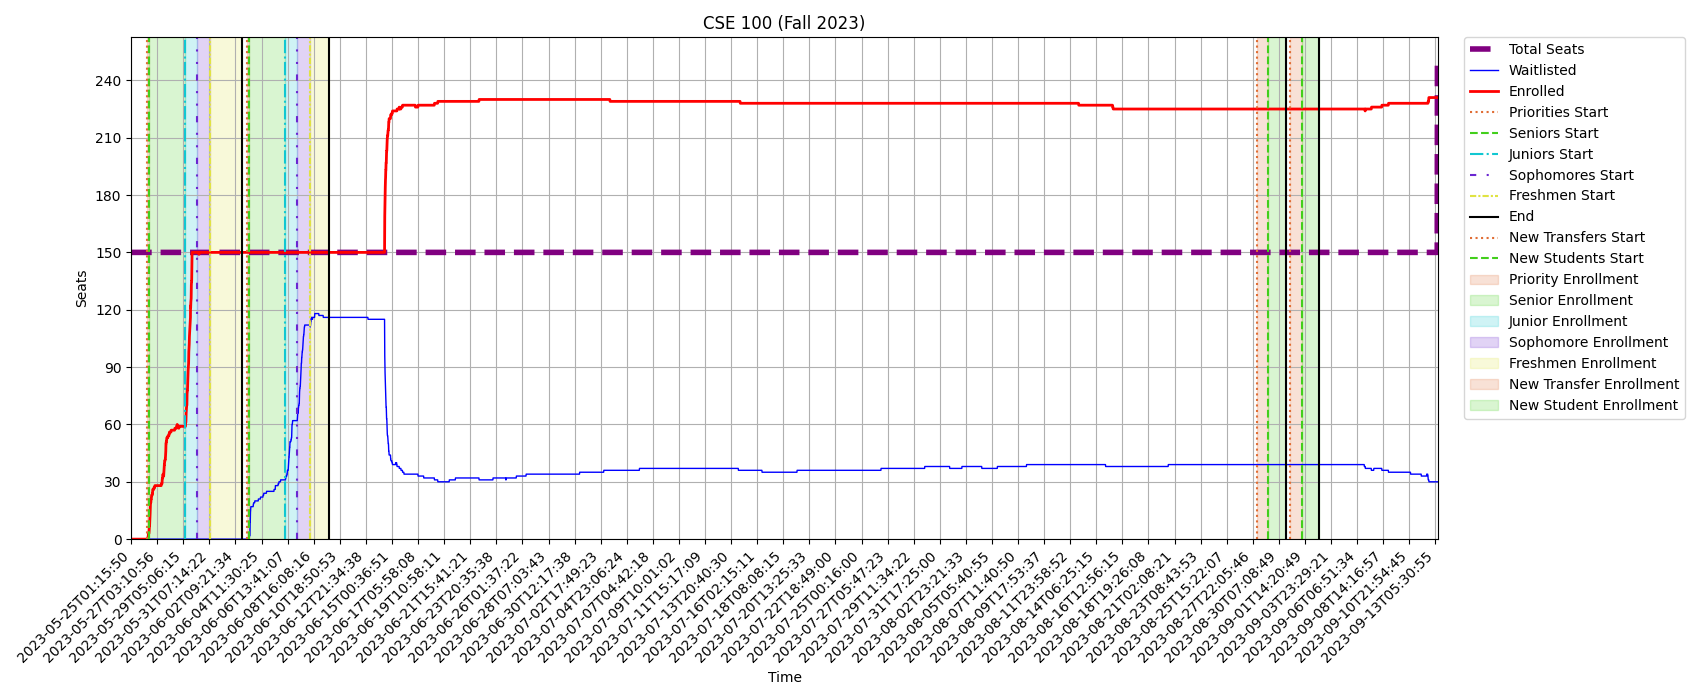 CSE 100 (Fall 2023)
Seats
240
210
180
150
120
90
60
30
0
2023-05-25T01:15:50
2023-05-27T03:10:56
2023-05-29T05:06:15
2023-05-31T07:14:22
2023-06-02T09:21:34
2023-06-04T11:30:25
2023-06-06T13:41:07
2023-06-08T16:08:16
2023-06-10T18:50:53
2023-06-12T21:34:38
2023-06-15T00:36:51
2023-06-17T05:58:08
2023-06-19T10:58:11
2023-06-21T15:41:21
2023-06-23T20:35:38
2023-06-26T01:37:22
2023-06-28T07:03:43
2023-06-30T12:17:38
2023-07-02T17:49:23
2023-07-04T23:06:24
2023-07-07T04:42:18
2023-07-09T10:01:02
2023-07-11T15:17:09
2023-07-13T20:40:30
2023-07-16T02:15:11
2023-07-18T08:08:15
2023-07-20T13:25:33
2023-07-22T18:49:00
2023-07-25T00:16:00
2023-07-27T05:47:23
2023-07-29T11:34:22
2023-07-31T17:25:00
2023-08-02T23:21:33
2023-08-05T05:40:55
2023-08-07T11:40:50
2023-08-09T17:53:37
2023-08-11T23:58:52
2023-08-14T06:25:15
2023-08-16T12:56:15
2023-08-18T19:26:08
2023-08-21T02:08:21
2023-08-23T08:43:53
2023-08-25T15:22:07
2023-08-27T22:05:46
2023-08-30T07:08:49
2023-09-01T14:20:49
2023-09-03T23:29:21
2023-09-06T06:51:34
2023-09-08T14:16:57
2023-09-10T21:54:45
2023-09-13T05:30:55
Time
Total Seats
Waitlisted
Enrolled
Priorities Start
Seniors Start
Juniors Start
Sophomores Start
Freshmen Start
End
New Transfers Start
New Students Start
Priority Enrollment
Senior Enrollment
Junior Enrollment
Sophomore Enrollment
Freshmen Enrollment
New Transfer Enrollment
New Student Enrollment